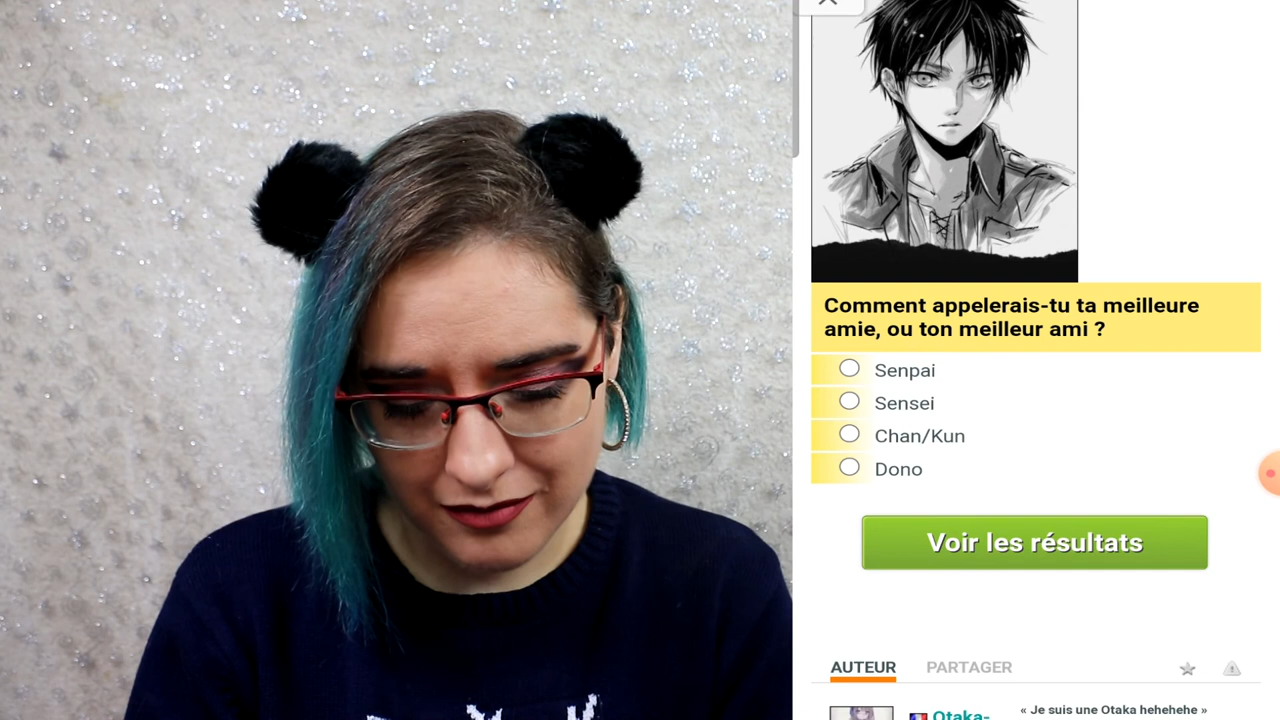 Comment appelerais-tu ta meilleure
amie, ou ton meilleur ami ?
Senpai
Sensei
Chan/Kun
Dono
Voir les résultats
AUTEUR PARTAGER
Otaka-
« Je suis une Otaka hehehehe »